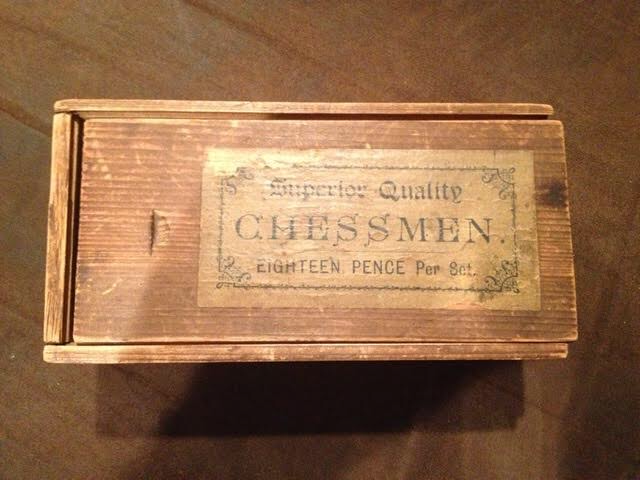 Superior Quality
CHESSMEN.
EIGHTEEN PENCE Per Set.